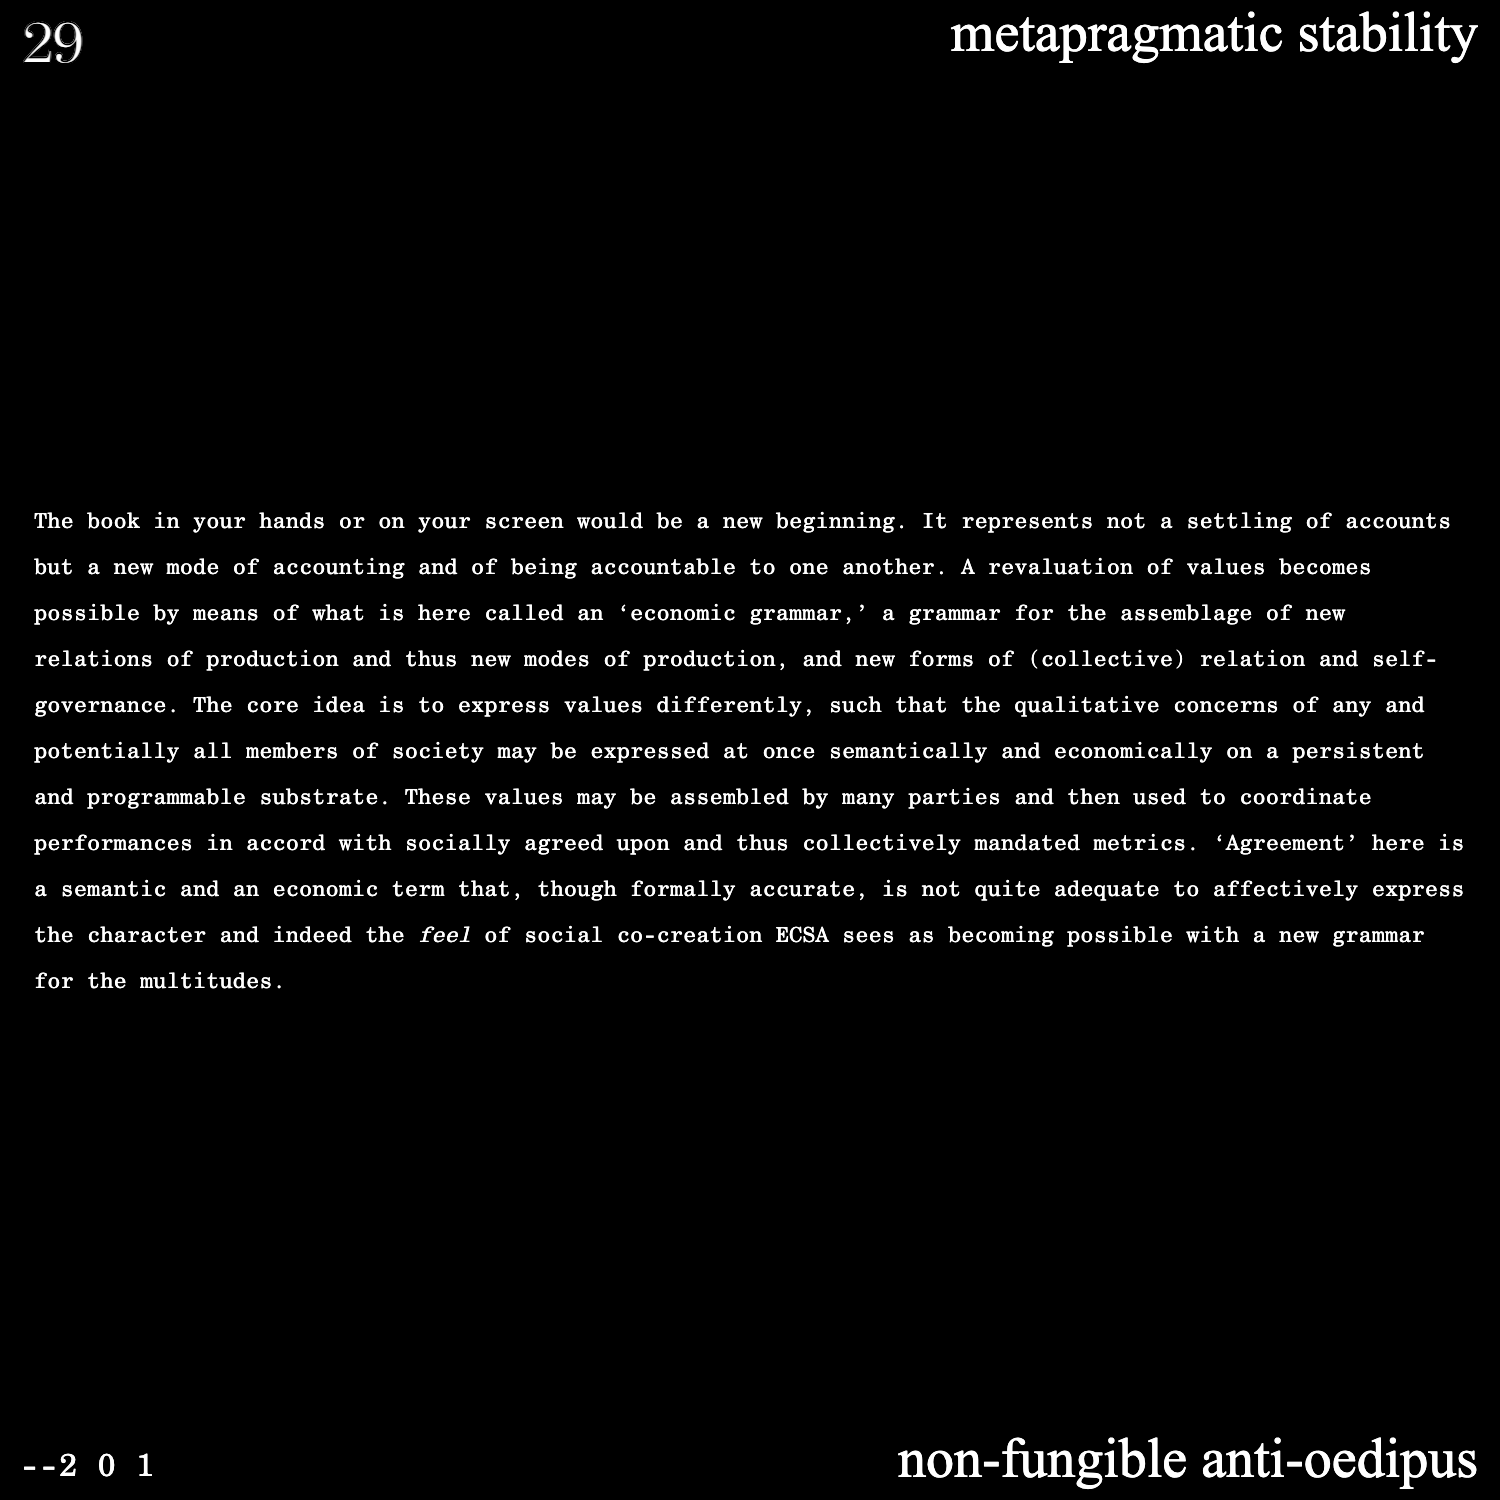 29
metapragmatic stability
The book in your hands or on your screen would be a new beginning. It represents not a settling of accounts
but a new mode of accounting and of being accountable to one another. A revaluation of values becomes
possible by means of what is here called an ‘economic grammar,’ a grammar for the assemblage of new
relations of production and thus new modes of production, and new forms of (collective) relation and self-
governance. The core idea is to express values differently, such that the qualitative concerns of any and
potentially all members of society may be expressed at once semantically and economically on a persistent
and programmable substrate. These values may be assembled by many parties and then used to coordinate
performances in accord with socially agreed upon and thus collectively mandated metrics. ‘Agreement’ here is
a semantic and an economic term that, though formally accurate, is not quite adequate to affectively express
the character and indeed the feel of social co-creation ECSA sees as becoming possible with a new grammar
for the multitudes.
--2 0 1
non-fungible anti-oedipus